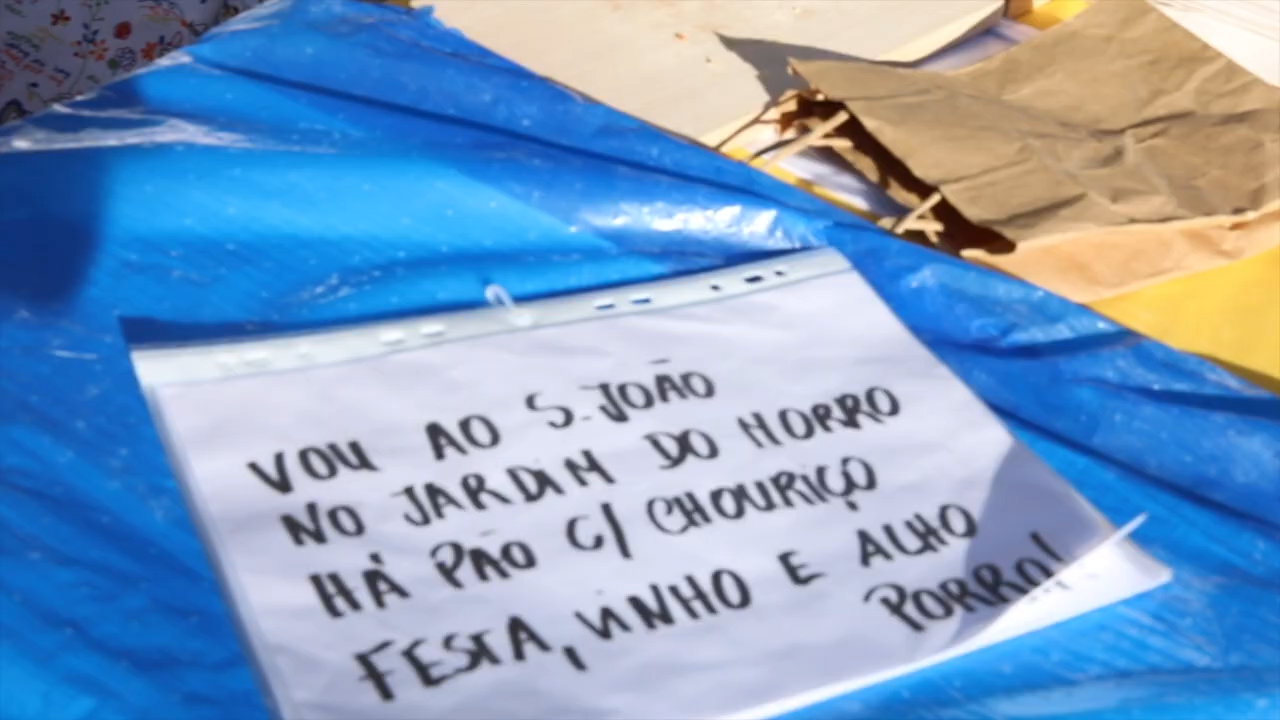 VOU AO S. JOÃO
NO JARDIM DO MORRO
HÁ PÃO C/ CHOURIÇO
FESTA, VINHO E ALHO
PORRO!